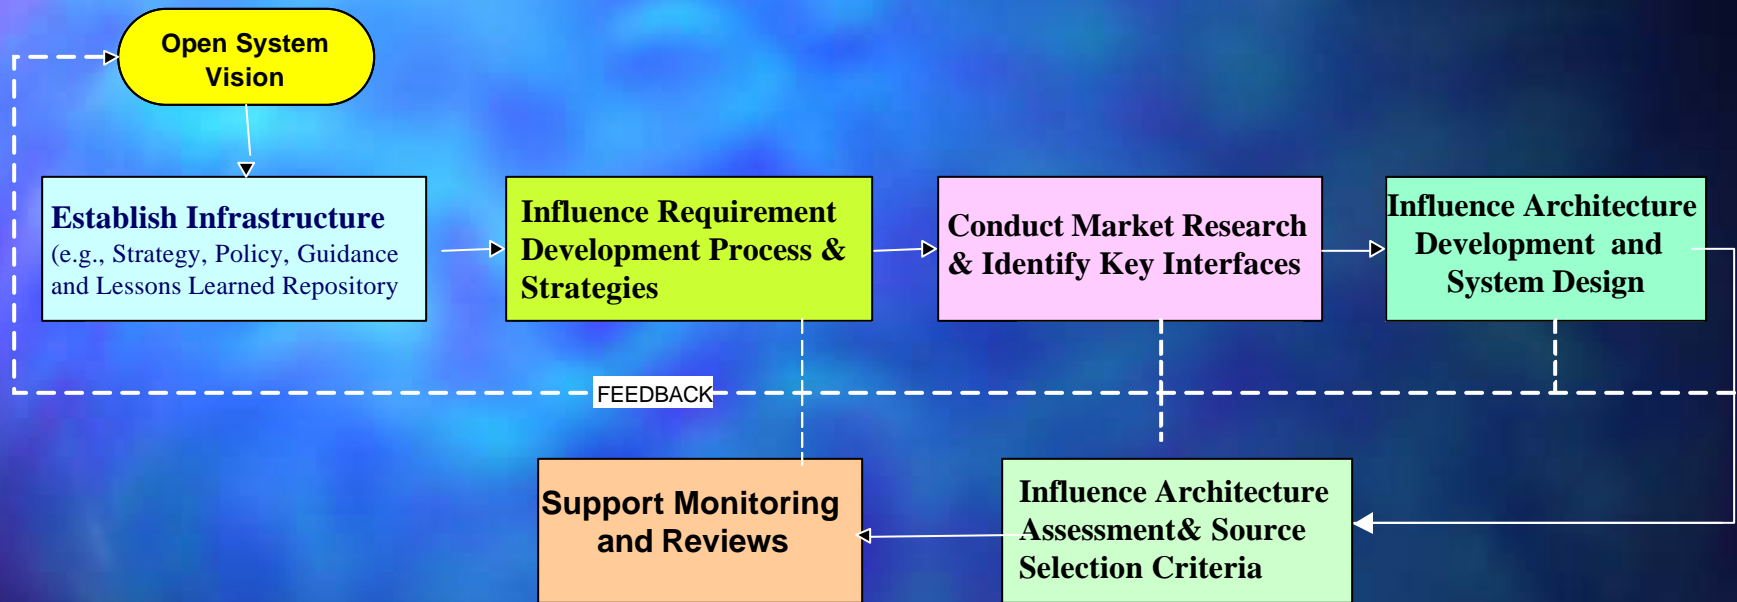 Open System
Vision
Establish Infrastructure
(e.g., Strategy, Policy, Guidance
and Lessons Learned Repository
Influence Requirement
Development Process &
Strategies
Conduct Market Research
& Identify Key Interfaces
Influence Architecture
Development and
System Design
FEEDBACK
Support Monitoring
and Reviews
Influence Architecture
Assessment& Source
Selection Criteria